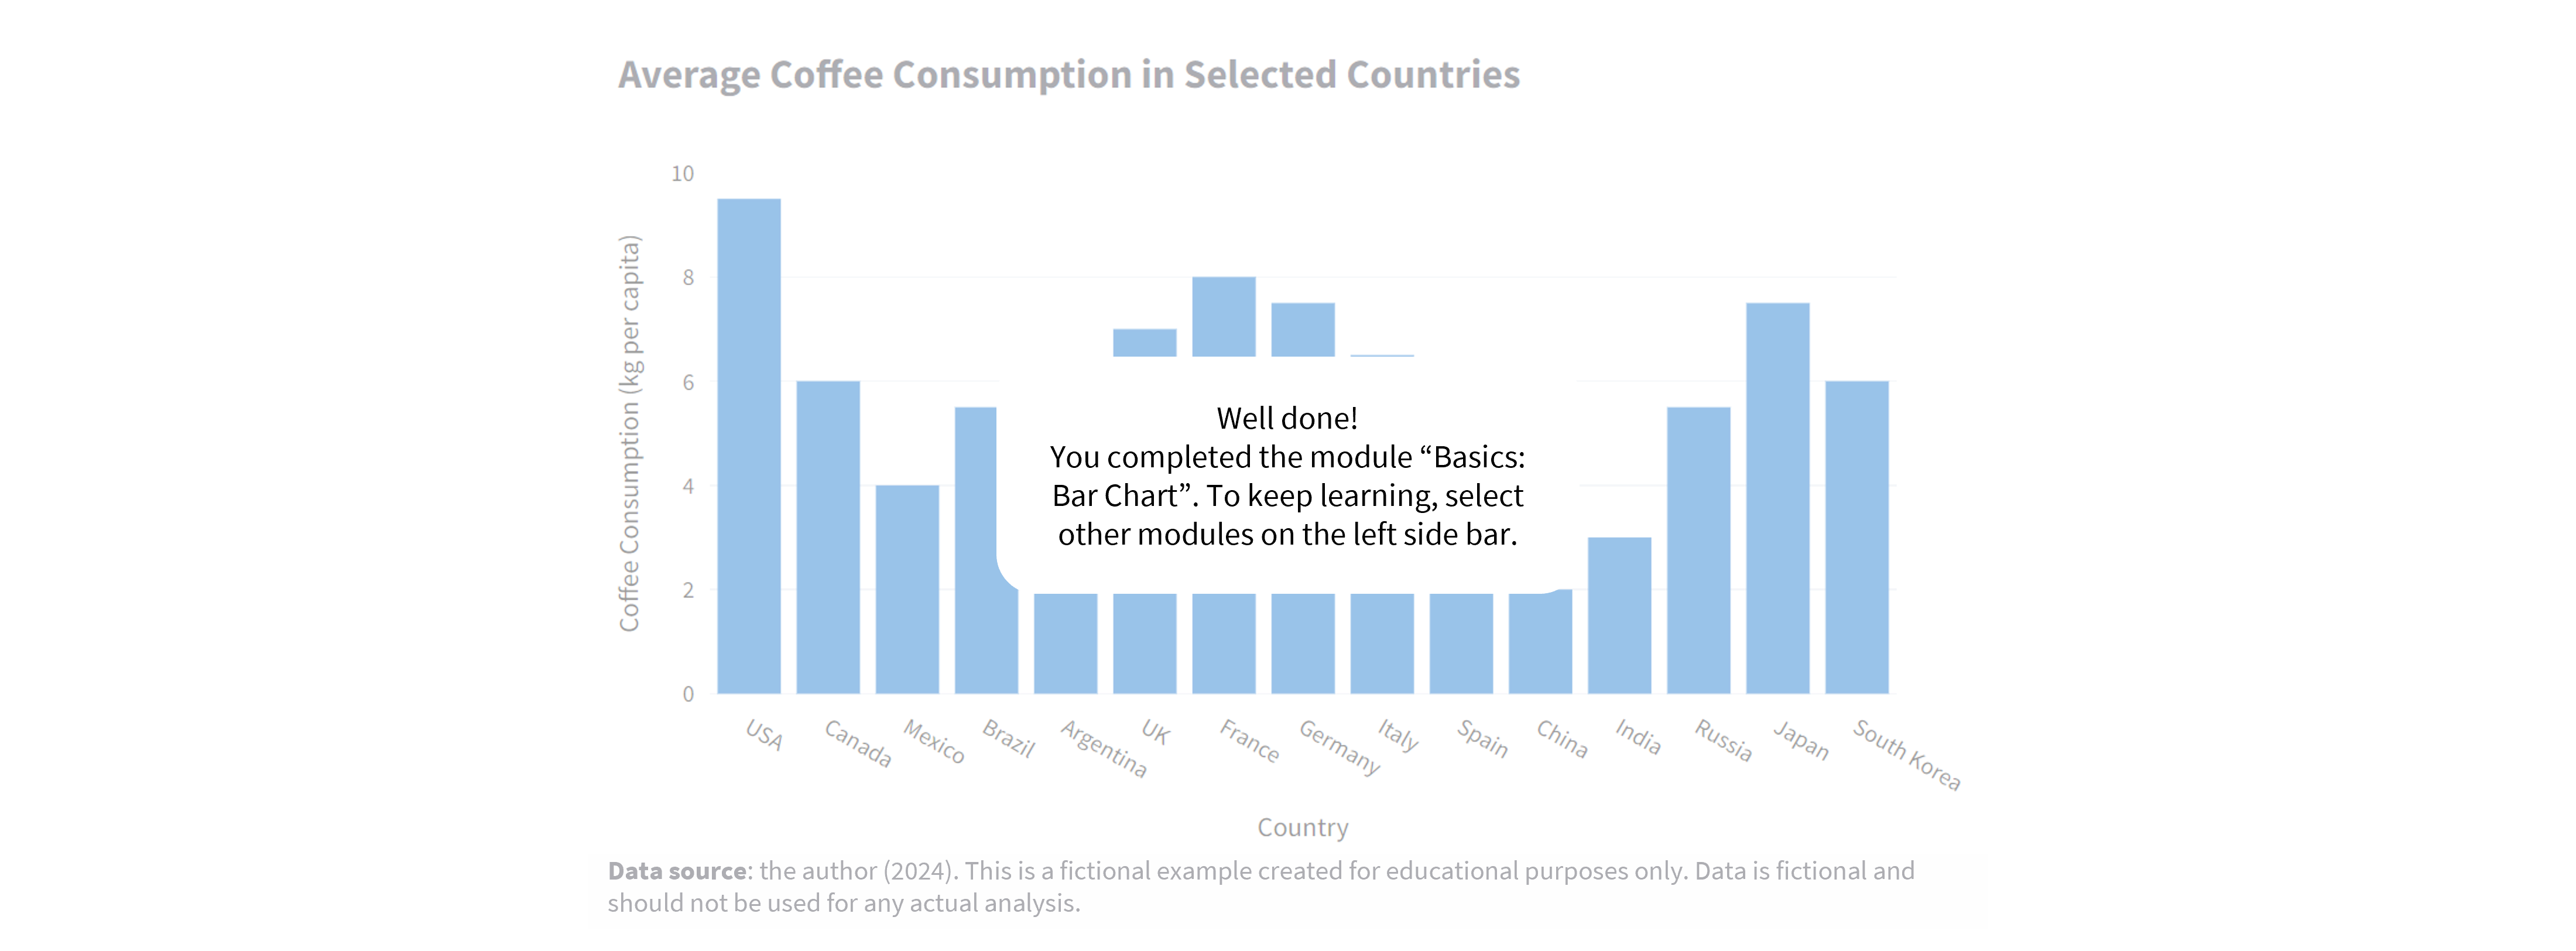 Average Coffee Consumption in Selected Countries
10
8
6
4
2
0
Coffee Consumption (kg per capita)
Well done!
You completed the module “Basics:
Bar Chart”. To keep learning, select
other modules on the left side bar.
USA
Canada
Mexico
Brazil
Argentina
UK
France
Germany
Italy
Spain
China
India
Russia
Japan
South Korea
Country
Data source: the author (2024). This is a fictional example created for educational purposes only. Data is fictional and
should not be used for any actual analysis.